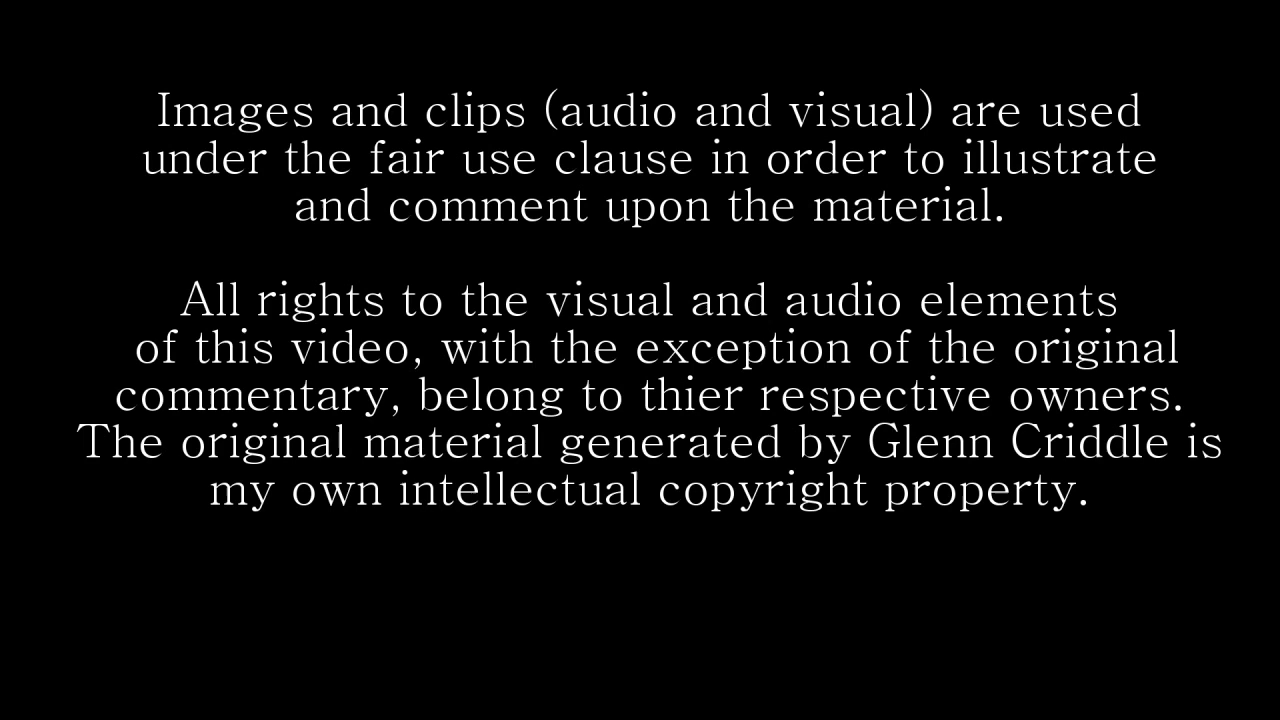 Images and clips (audio and visual) are used
under the fair use clause in order to illustrate
and comment upon the material.
All rights to the visual and audio elements
of this video, with the exception of the original
commentary, belong to thier respective owners.
The original material generated by Glenn Criddle is
my own intellectual copyright property.